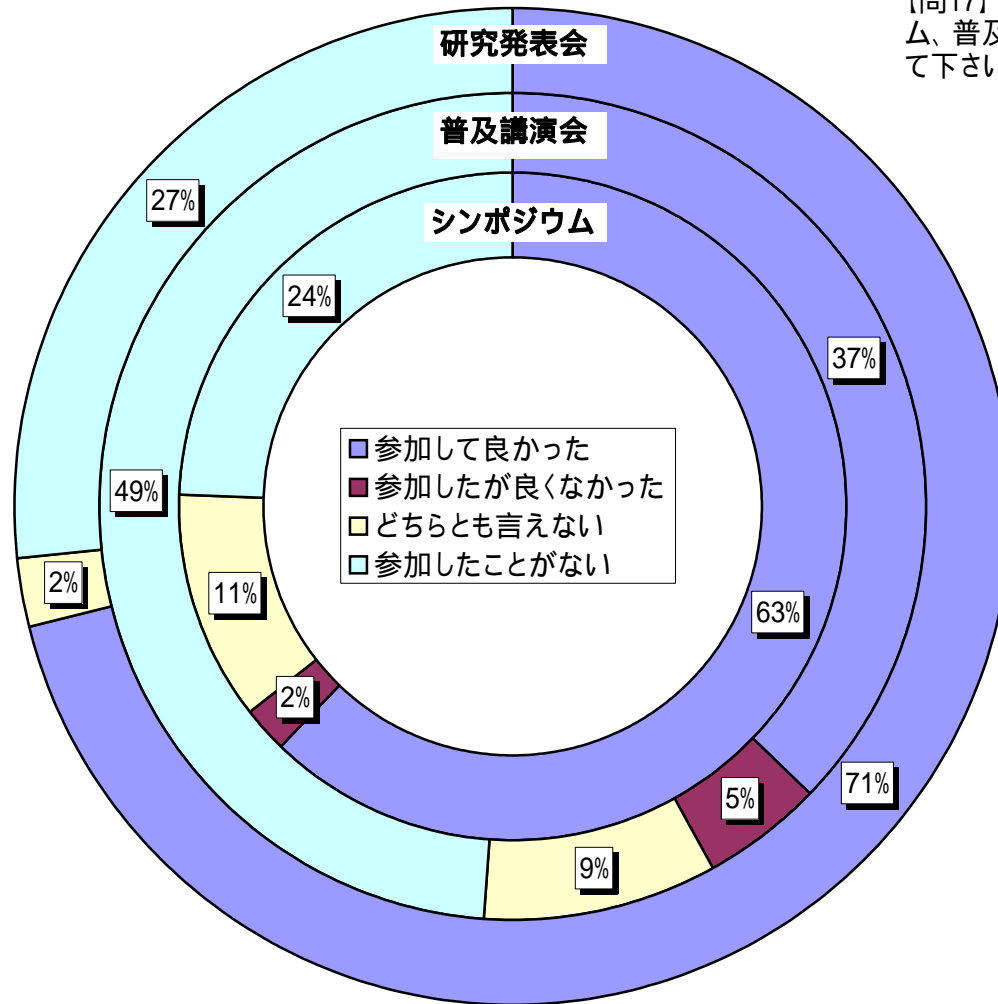 【問17】
ム、普及
て下さい
研究発表会
普及講演会
シンポジウム
27%
24%
37%
49%
2%
11%
63%
2%
71%
5%
9%
参加して良かった
参加したが良くなかった
どちらとも言えない
参加したことがない